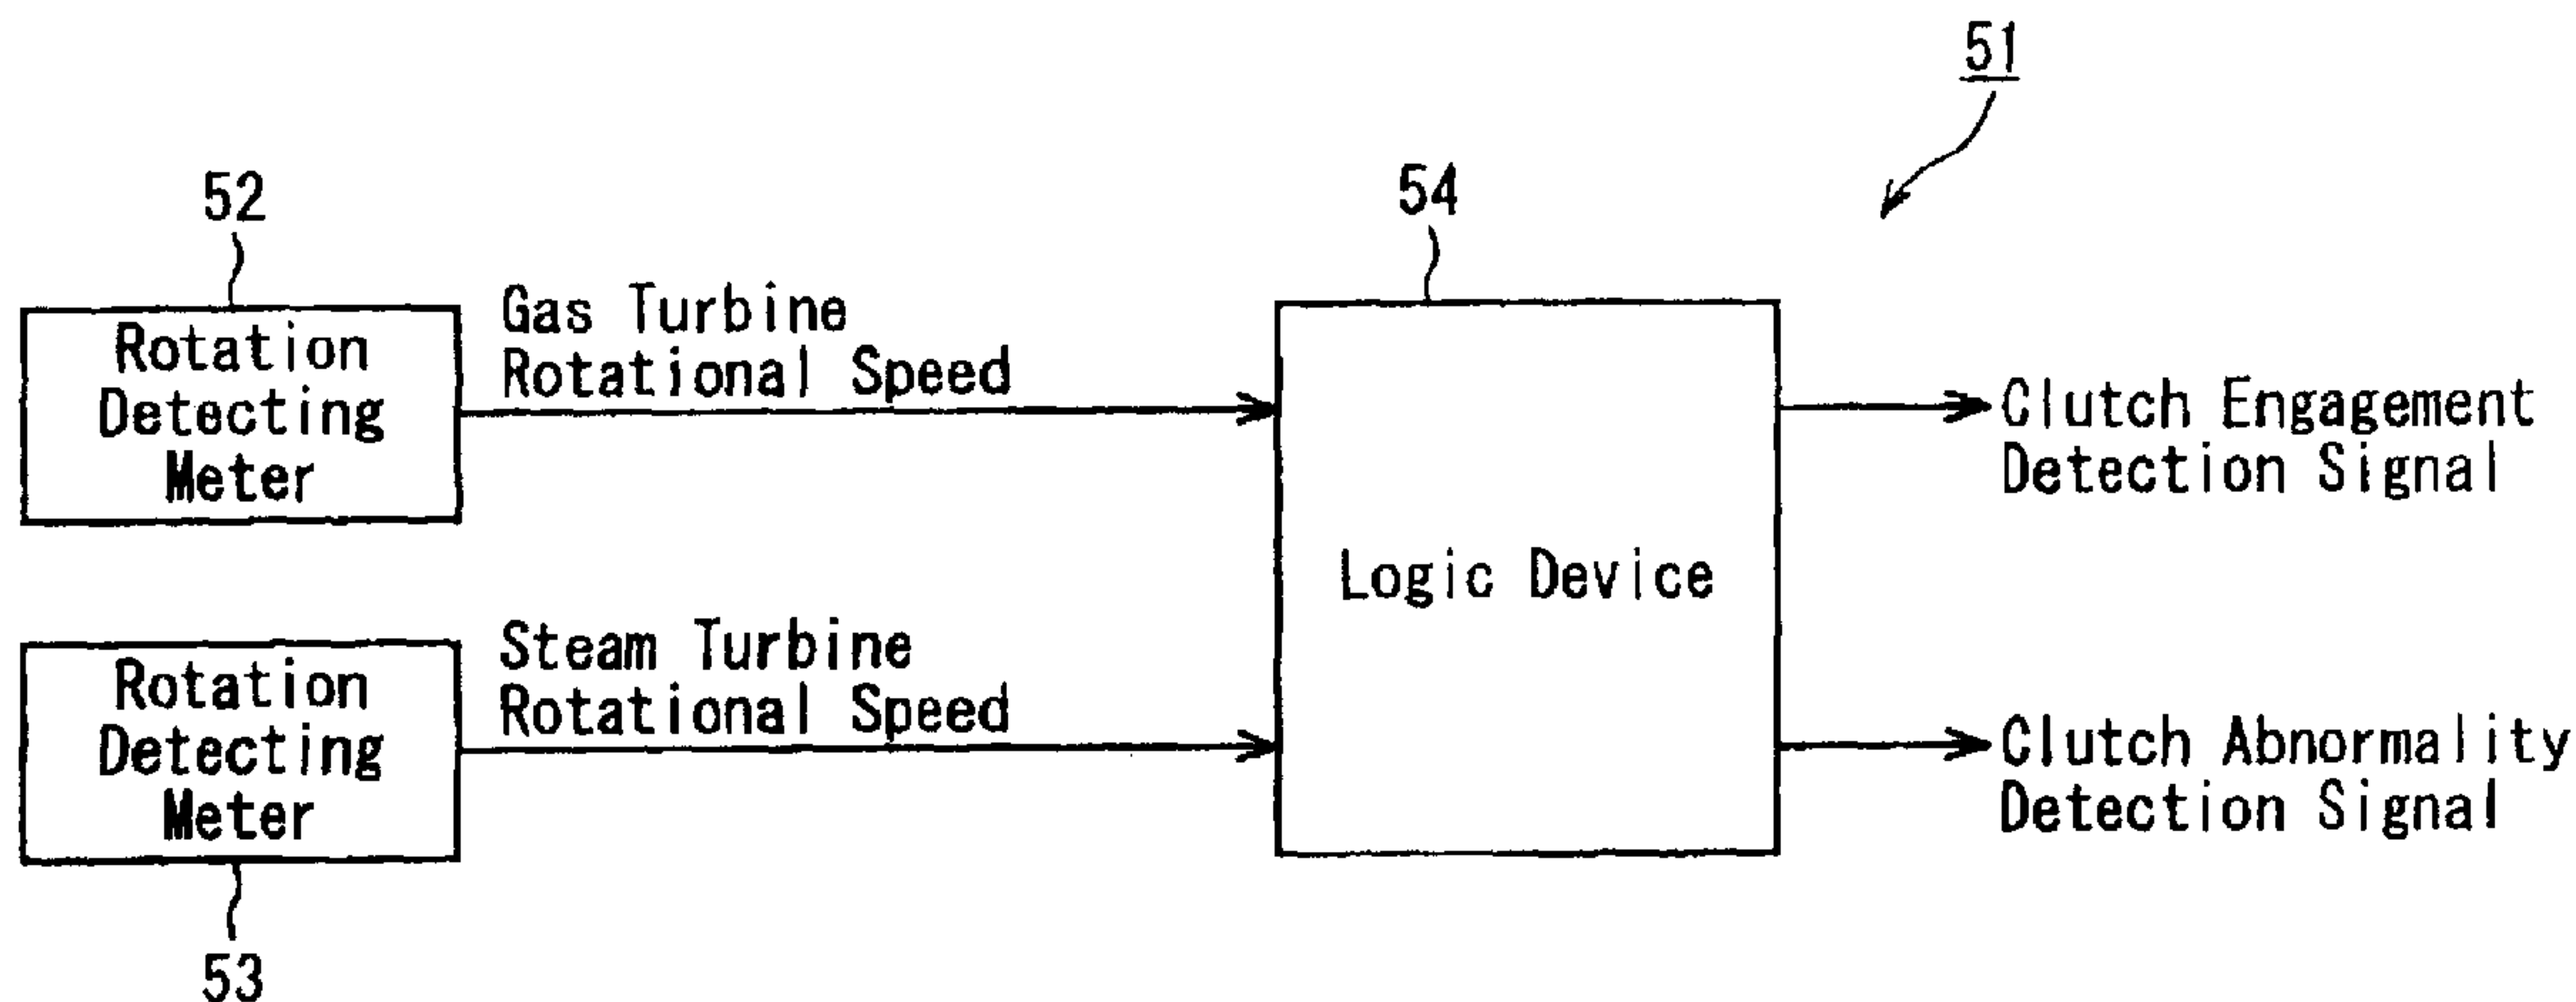 51
52
54
Rotation
Detecting
Meter
Gas Turbine
Rotational Speed
Clutch Engagement
Detection Signal
Logic Device
Rotation
Detecting
Meter
Steam Turbine
Rotational Speed
Clutch Abnormality
Detection Signal
53